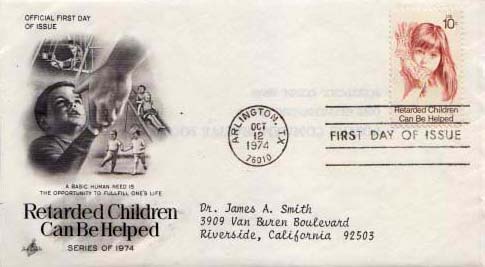 OFFICIAL FIRST DAY
OF ISSUE
US
10c
Retarded Children
Can Be Helped
ARLINGTON, TX
OCT
12
1974
76010
FIRST DAY OF ISSUE
A BASIC HUMAN NEED IS
THE OPPORTUNITY TO FULLFILL ONE'S LIFE.
Retarded Children
Can Be Helped
SERIES OF 1974
Dr. James A. Smith
3909 Van Buren Boulevard
Riverside, California 92503